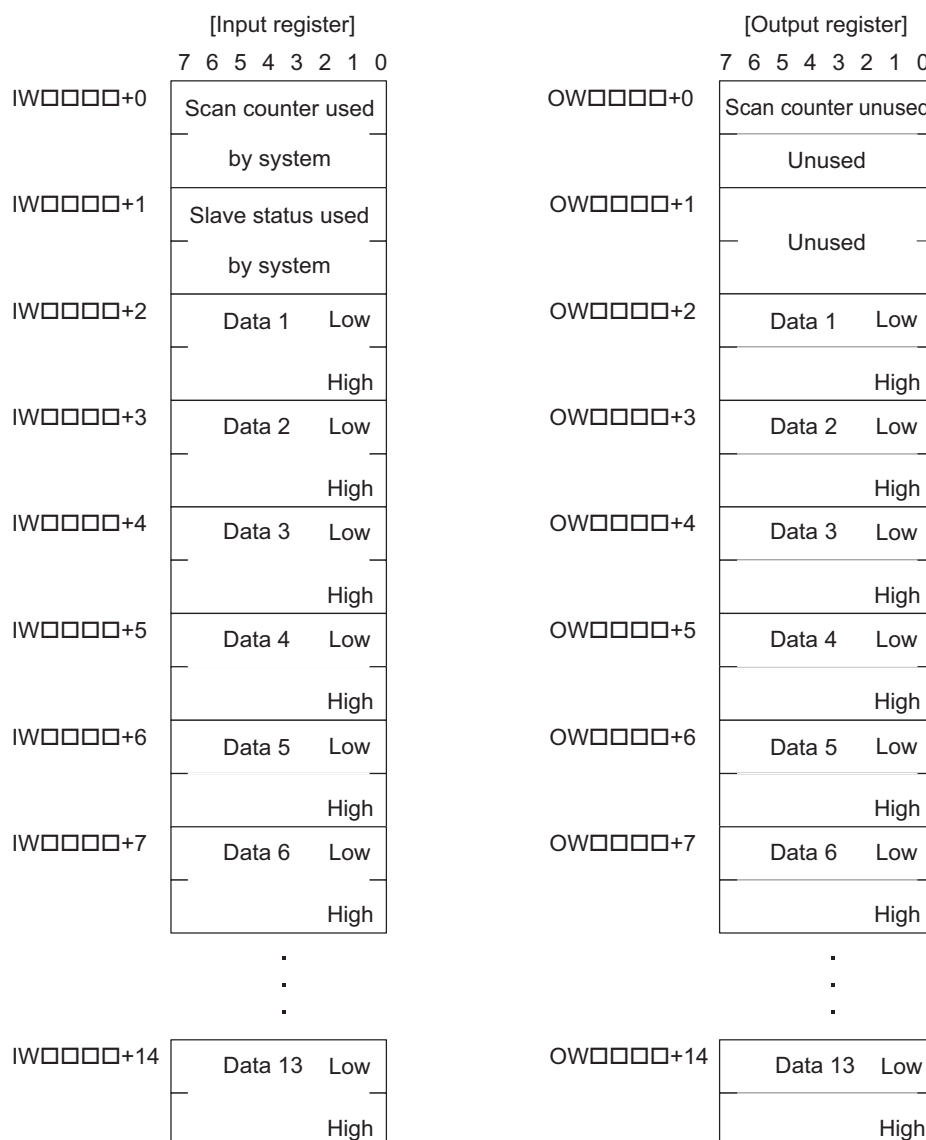 [Input register] [Output register]
7 6 5 4 3 2 1 0 7 6 5 4 3 2 1 0
IW□□□□+0 Scan counter used OW□□□□+0 Scan counter unused
by system Unused
IW□□□□+1 Slave status used OW□□□□+1
by system Unused
IW□□□□+2 Data 1 Low OW□□□□+2 Data 1 Low
High High
IW□□□□+3 Data 2 Low OW□□□□+3 Data 2 Low
High High
IW□□□□+4 Data 3 Low OW□□□□+4 Data 3 Low
High High
IW□□□□+5 Data 4 Low OW□□□□+5 Data 4 Low
High High
IW□□□□+6 Data 5 Low OW□□□□+6 Data 5 Low
High High
IW□□□□+7 Data 6 Low OW□□□□+7 Data 6 Low
High High
. .
. .
. .
IW□□□□+14 Data 13 Low OW□□□□+14 Data 13 Low
High High